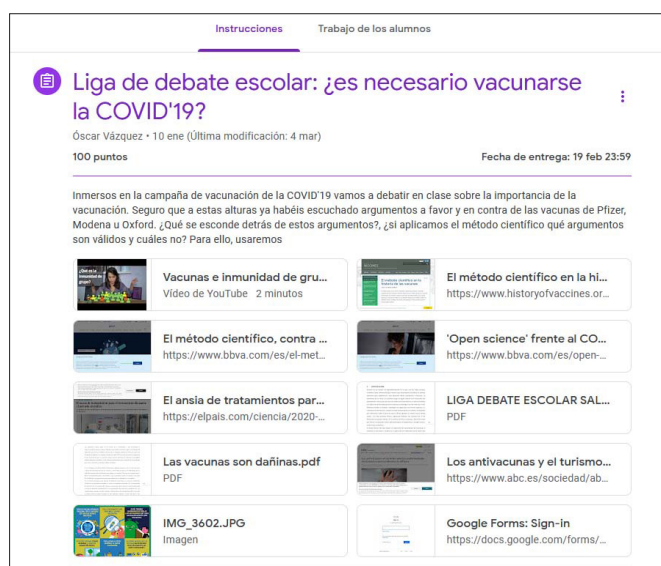 Instrucciones
Trabajo de los alumnos
Liga de debate escolar: ¿es necesario vacunarse
la COVID'19?
Óscar Vázquez • 10 ene (Última modificación: 4 mar)
100 puntos
Fecha de entrega: 19 feb 23:59
Inmersos en la campaña de vacunación de la COVID'19 vamos a debatir en clase sobre la importancia de la
vacunación. Seguro que a estas alturas ya habéis escuchado argumentos a favor y en contra de las vacunas de Pfizer,
Modena u Oxford. ¿Qué se esconde detrás de estos argumentos?, ¿si aplicamos el método científico qué argumentos
son válidos y cuáles no? Para ello, usaremos
Vacunas e inmunidad de gru...
Vídeo de YouTube 2 minutos
El método científico en la hi...
https://www.historyofvaccines.or...
El método científico, contra ...
https://www.bbva.com/es/el-met...
'Open science' frente al CO...
https://www.bbva.com/es/open-...
El ansia de tratamientos par...
https://elpais.com/ciencia/2020-...
LIGA DEBATE ESCOLAR SAL...
PDF
Las vacunas son dañinas.pdf
PDF
Los antivacunas y el turismo...
https://www.abc.es/sociedad/ab...
IMG_3602.JPG
Imagen
Google Forms: Sign-in
https://docs.google.com/forms/...